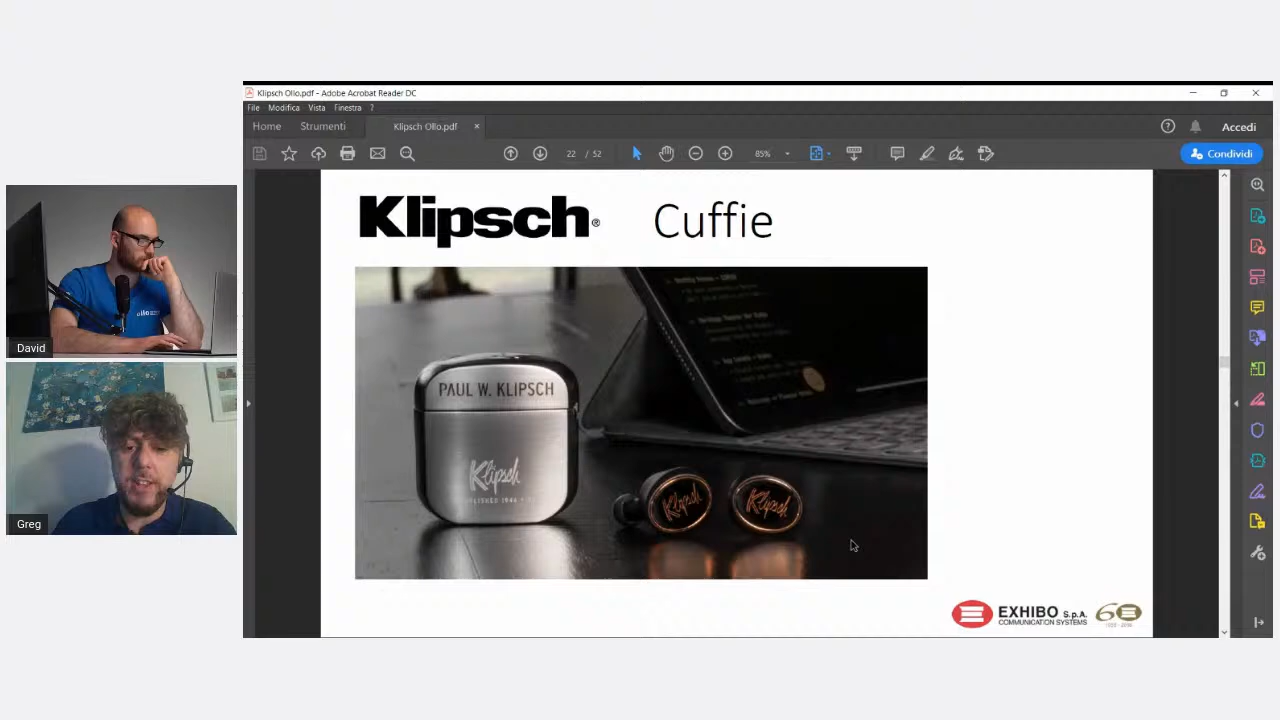 Klipsch Ollo.pdf - Adobe Acrobat Reader DC
File Modifica Vista Finestra ?
Home Strumenti Klipsch Ollo.pdf × Accedi
22 / 52 85% Condividi
Klipsch® Cuffie
PAUL W. KLIPSCH
Klipsch
1946
Klipsch Klipsch
David
Greg
EXHIBO S.p.A.
COMMUNICATION SYSTEMS
60